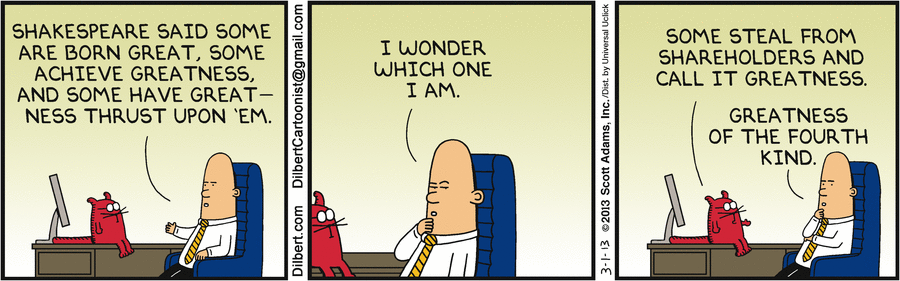 SHAKESPEARE SAID SOME
ARE BORN GREAT, SOME
ACHIEVE GREATNESS,
AND SOME HAVE GREAT—
NESS THRUST UPON 'EM.
Dilbert.com DilbertCartoonist@gmail.com
I WONDER
WHICH ONE
I AM.
3-1-13 © 2013 Scott Adams, Inc. /Dist. by Universal Uclick
SOME STEAL FROM
SHAREHOLDERS AND
CALL IT GREATNESS.
GREATNESS
OF THE FOURTH
KIND.